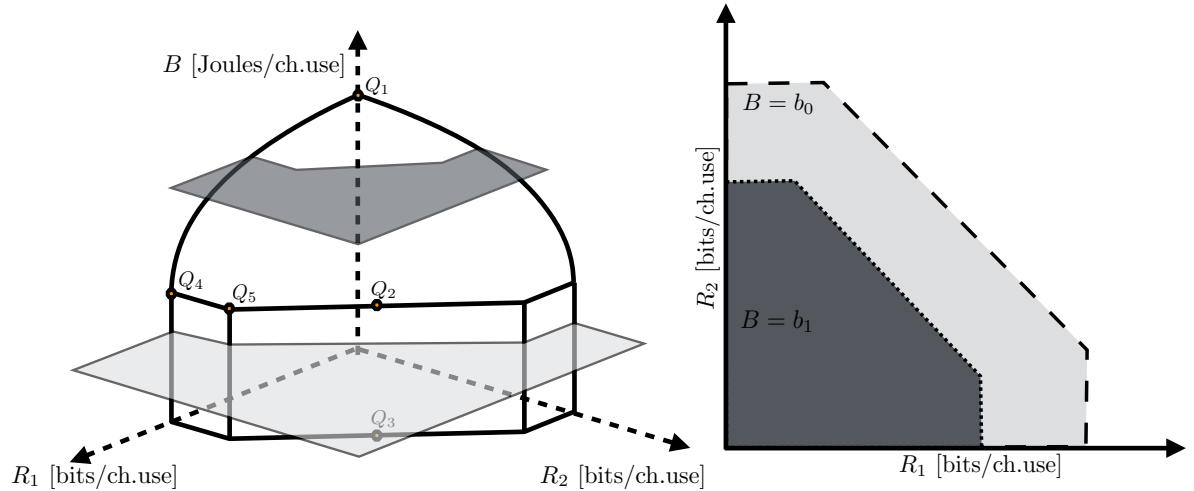 B [Joules/ch.use]
Q₁
Q₄
Q₅
Q₂
Q₃
R₁ [bits/ch.use]
R₂ [bits/ch.use]
B = b₀
R₂ [bits/ch.use]
B = b₁
R₁ [bits/ch.use]